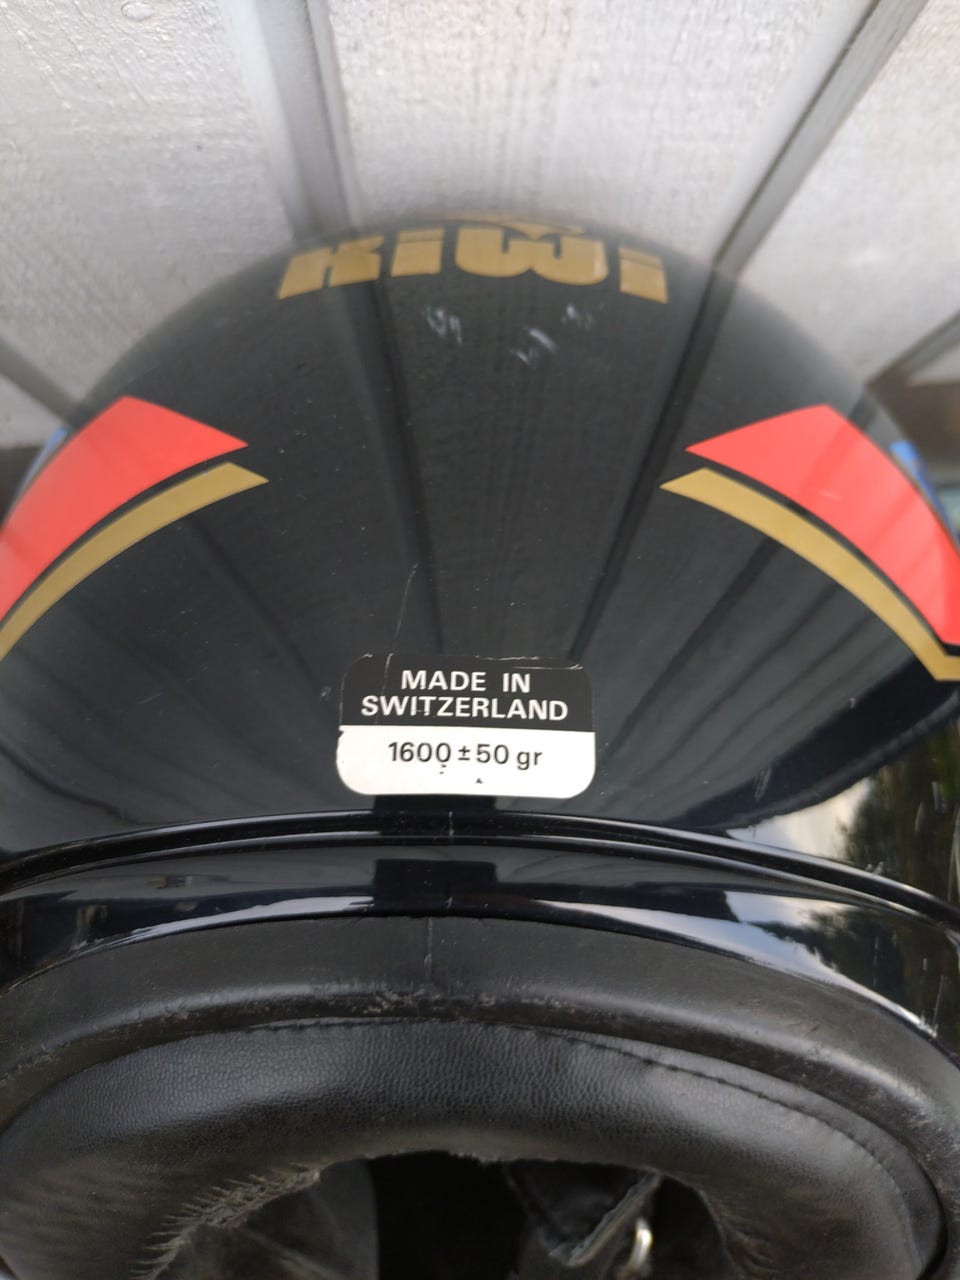 KiWi
MADE IN
SWITZERLAND
1600 ± 50 gr